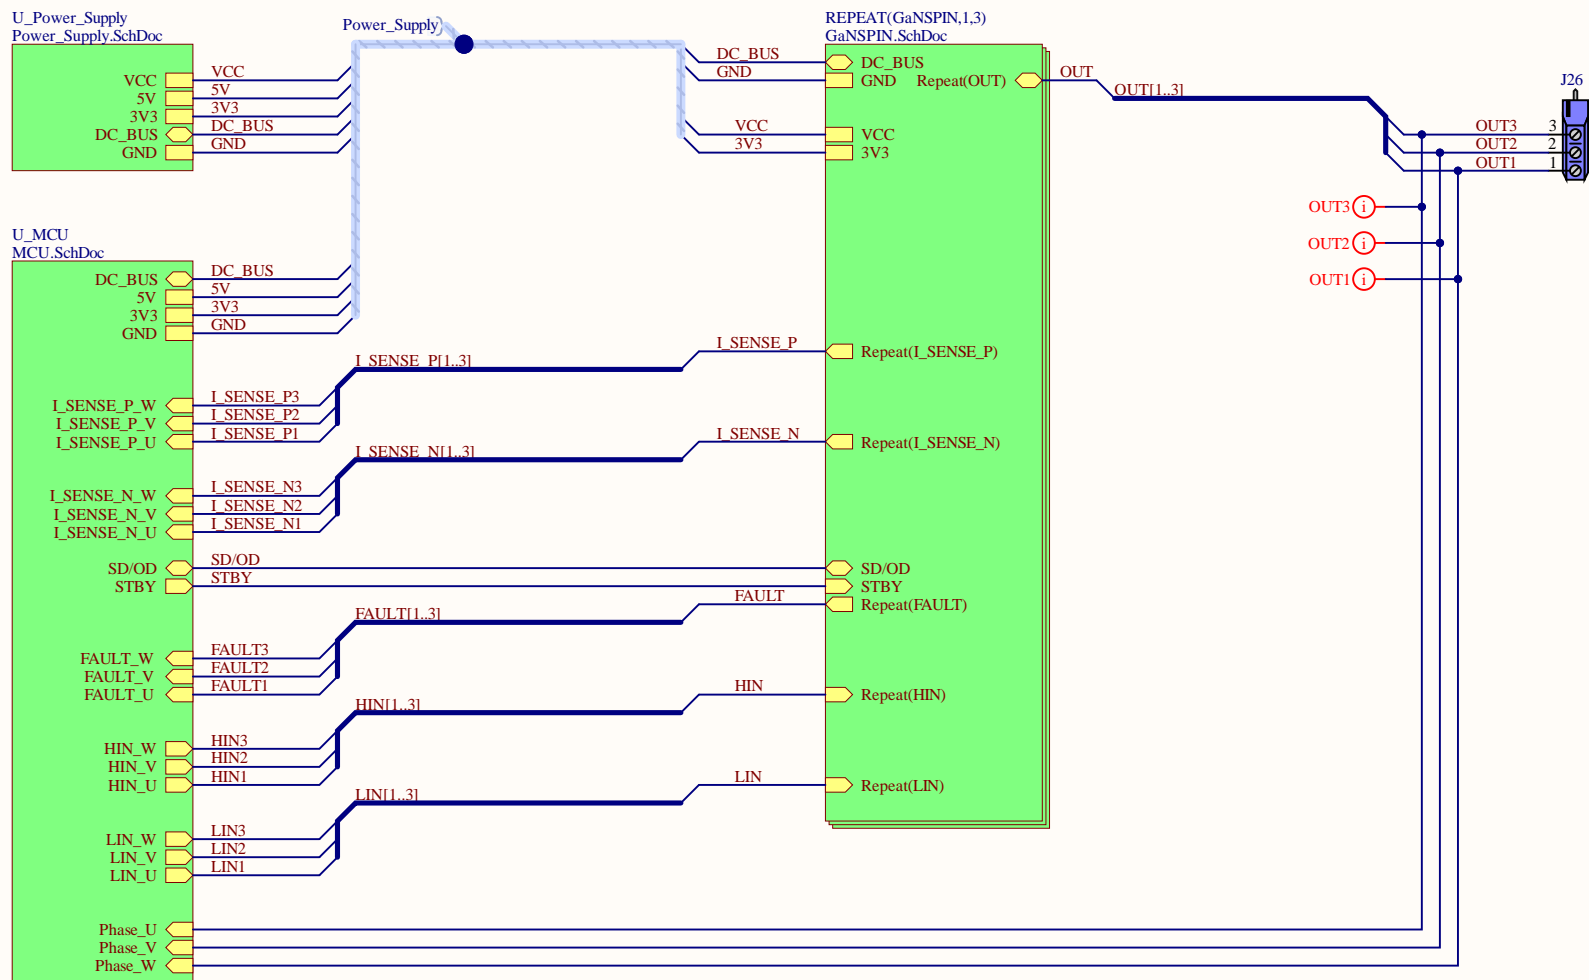 U_Power_Supply
Power_Supply.SchDoc
VCC
5V
3V3
DC_BUS
GND
VCC
5V
3V3
DC_BUS
GND
Power_Supply
DC_BUS
GND
VCC
3V3
REPEAT(GaNSPIN,1,3)
GaNSPIN.SchDoc
DC_BUS
GND
Repeat(OUT)
VCC
3V3
OUT
OUT[1..3]
J26
OUT3
3
OUT2
2
OUT1
1
OUT3
i
OUT2
i
OUT1
i
U_MCU
MCU.SchDoc
DC_BUS
5V
3V3
GND
DC_BUS
5V
3V3
GND
I_SENSE_P[1..3]
I_SENSE_P
Repeat(I_SENSE_P)
I_SENSE_P_W
I_SENSE_P3
I_SENSE_P_V
I_SENSE_P2
I_SENSE_P_U
I_SENSE_P1
I_SENSE_N[1..3]
I_SENSE_N
Repeat(I_SENSE_N)
I_SENSE_N_W
I_SENSE_N3
I_SENSE_N_V
I_SENSE_N2
I_SENSE_N_U
I_SENSE_N1
SD/OD
SD/OD
SD/OD
STBY
STBY
STBY
FAULT[1..3]
FAULT
Repeat(FAULT)
FAULT_W
FAULT3
FAULT_V
FAULT2
FAULT_U
FAULT1
HIN[1..3]
HIN
Repeat(HIN)
HIN_W
HIN3
HIN_V
HIN2
HIN_U
HIN1
LIN[1..3]
LIN
Repeat(LIN)
LIN_W
LIN3
LIN_V
LIN2
LIN_U
LIN1
Phase_U
Phase_V
Phase_W